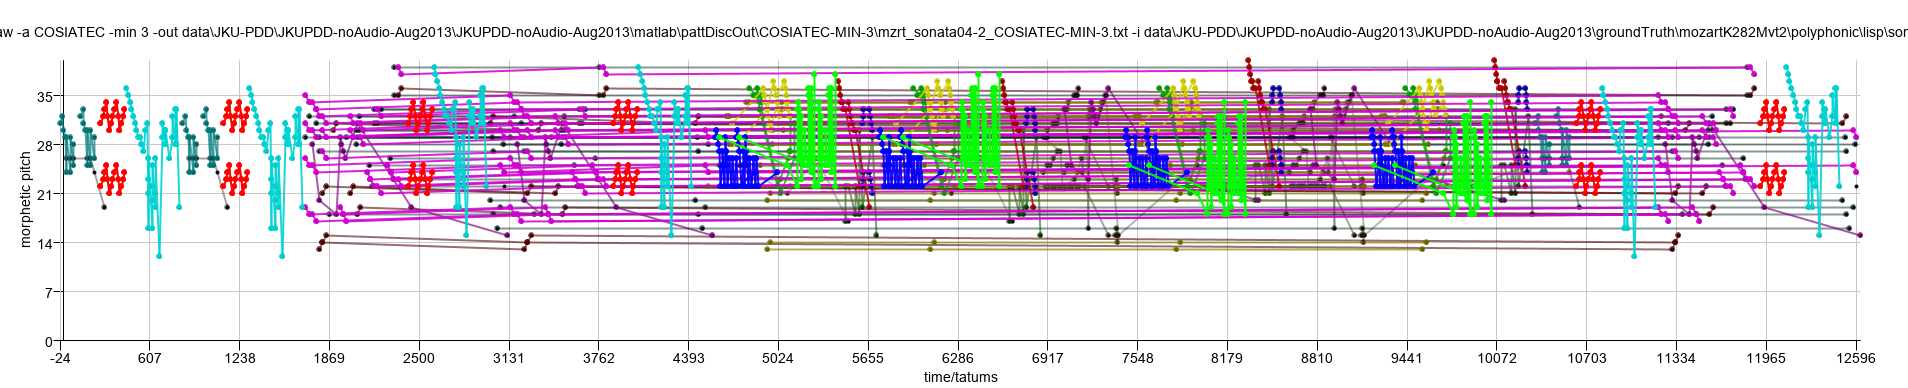 aw -a COSIATEC -min 3 -out data\JKU-PDD\JKUPDD-noAudio-Aug2013\JKUPDD-noAudio-Aug2013\matlab\pattDiscOut\COSIATEC-MIN-3\mzrt_sonata04-2_COSIATEC-MIN-3.txt -i data\JKU-PDD\JKUPDD-noAudio-Aug2013\JKUPDD-noAudio-Aug2013\groundTruth\mozartK282Mvt2\polyphonic\lisp\sor
35
28
21
14
7
0
morphetic pitch
-24 607 1238 1869 2500 3131 3762 4393 5024 5655 6286 6917 7548 8179 8810 9441 10072 10703 11334 11965 12596
time/tatums